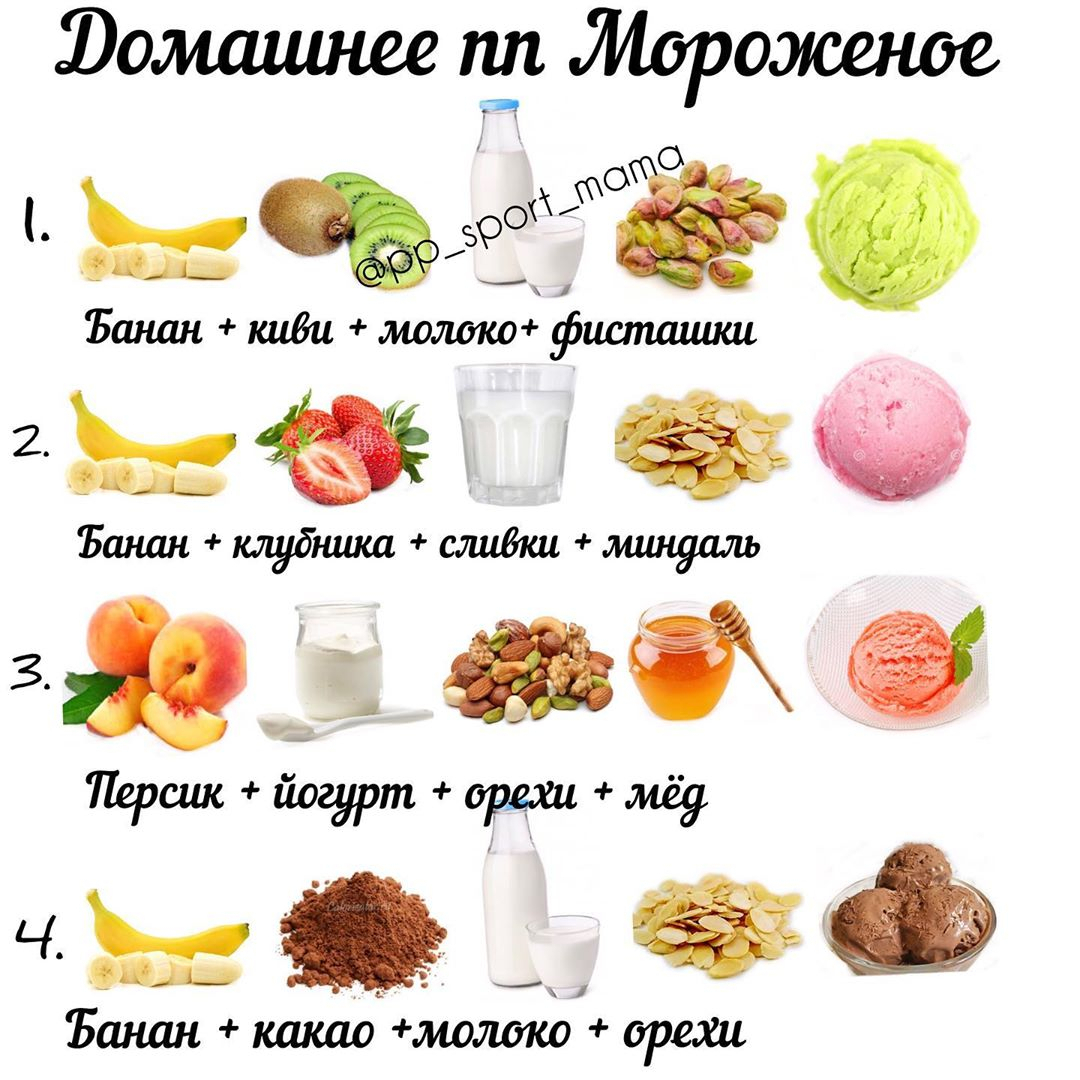 Домашнее пп Мороженое
1.
@pp_sport_mama
Банан + киви + молоко+ фисташки
2.
Банан + клубника + сливки + миндаль
3.
Персик + йогурт + орехи + мёд
4.
Банан + какао +молоко + орехи